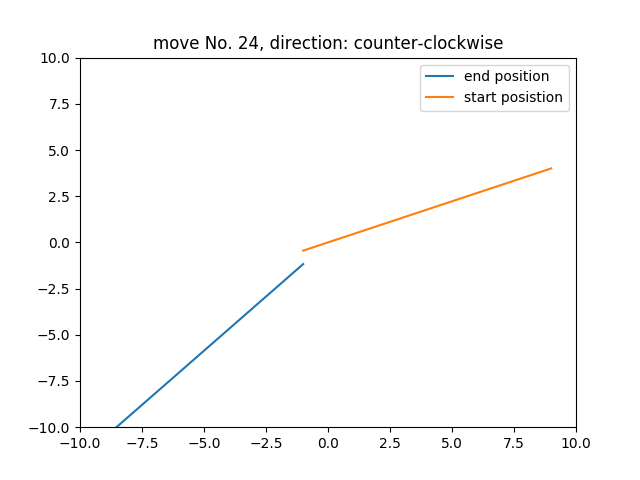 move No. 24, direction: counter-clockwise
end position
start posistion
10.0
7.5
5.0
2.5
0.0
−2.5
−5.0
−7.5
−10.0
−10.0 −7.5 −5.0 −2.5 0.0 2.5 5.0 7.5 10.0